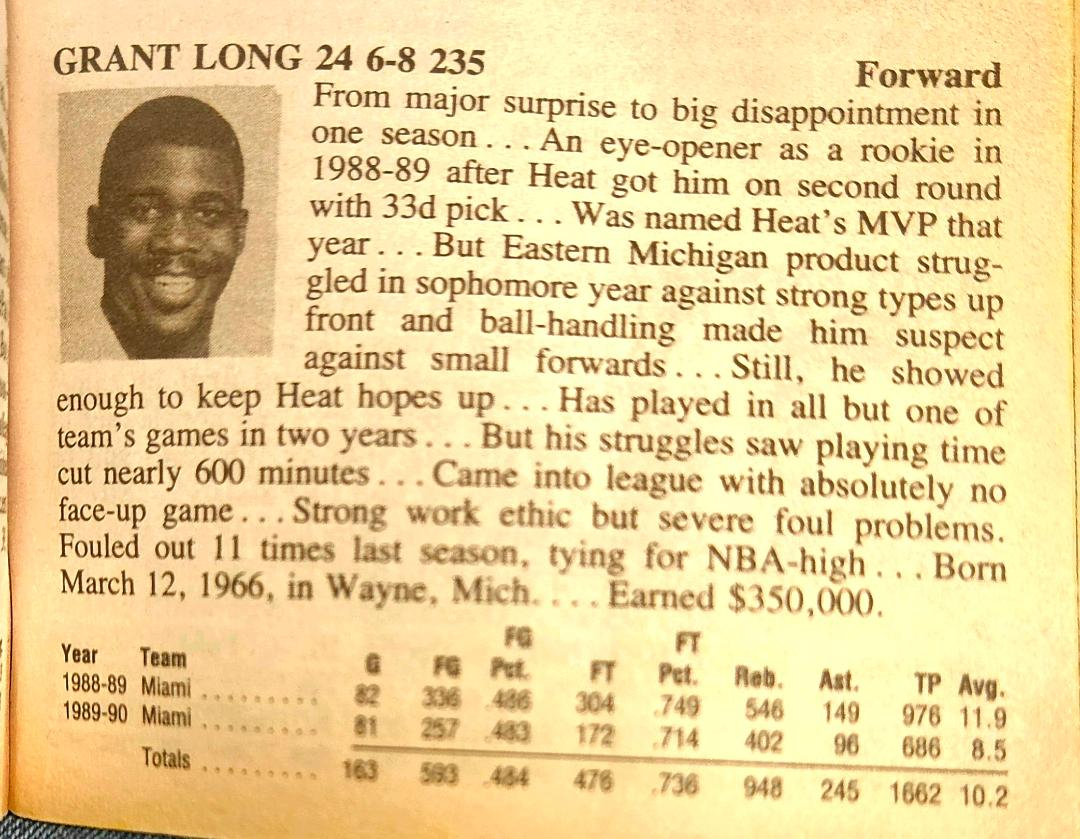 GRANT LONG 24 6-8 235 Forward
From major surprise to big disappointment in
one season . . . An eye-opener as a rookie in
1988-89 after Heat got him on second round
with 33d pick . . . Was named Heat's MVP that
year . . . But Eastern Michigan product strug-
gled in sophomore year against strong types up
front and ball-handling made him suspect
against small forwards . . . Still, he showed
enough to keep Heat hopes up . . . Has played in all but one of
team's games in two years . . . But his struggles saw playing time
cut nearly 600 minutes . . . Came into league with absolutely no
face-up game . . . Strong work ethic but severe foul problems.
Fouled out 11 times last season, tying for NBA-high . . . Born
March 12, 1966, in Wayne, Mich. . . . Earned $350,000.
FG FT
Year Team G FG Pct. FT Pct. Reb. Ast. TP Avg.
1988-89 Miami . . . . . . . . . 82 336 .486 304 .749 546 149 976 11.9
1989-90 Miami . . . . . . . . . 81 257 .483 172 .714 402 96 686 8.5
Totals . . . . . . . . . 163 593 .484 476 .736 948 245 1662 10.2